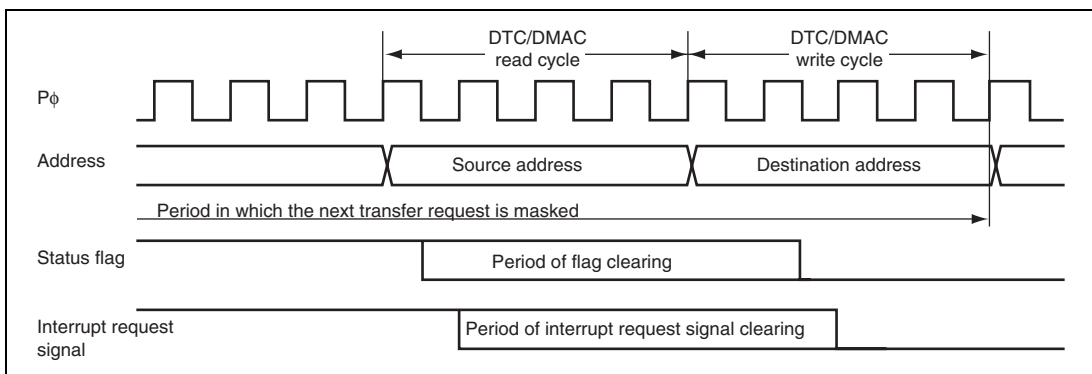 DTC/DMAC
read cycle
DTC/DMAC
write cycle
Pϕ
Address
Source address
Destination address
Period in which the next transfer request is masked
Status flag
Period of flag clearing
Interrupt request
signal
Period of interrupt request signal clearing